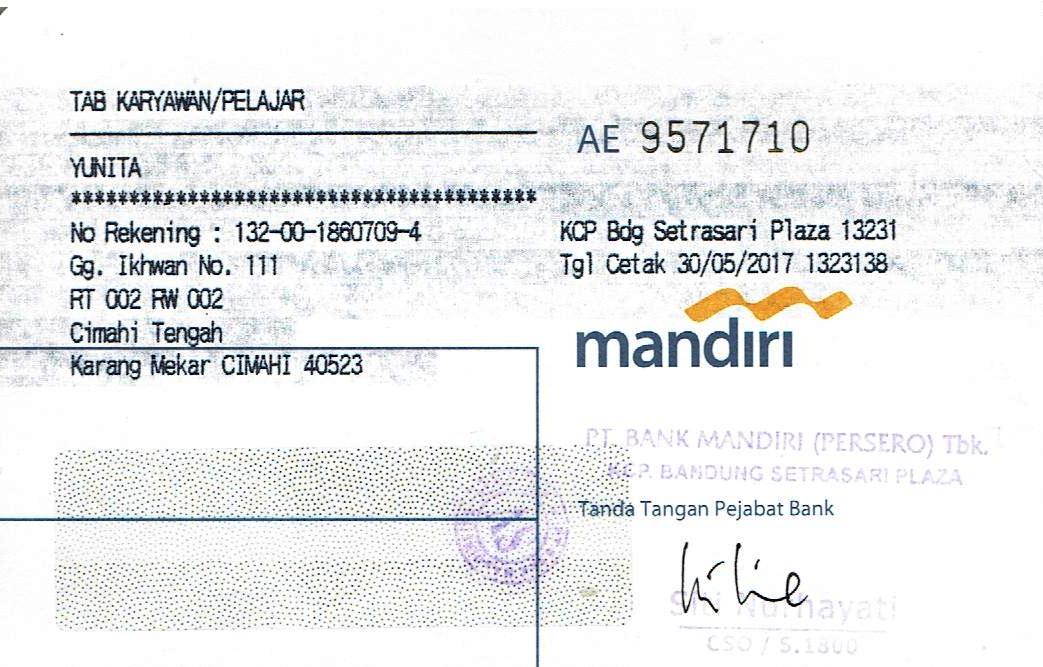 TAB KARYAWAN/PELAJAR
AE 9571710
YUNITA
****************************************
No Rekening : 132-00-1860709-4
KCP Bdg Setrasari Plaza 13231
Gg. Ikhwan No. 111
Tgl Cetak 30/05/2017 1323138
RT 002 RW 002
Cimahi Tengah
mandırı
Karang Mekar CIMAHI 40523
PT. BANK MANDIRI (PERSERO) Tbk.
KCP. BANDUNG SETRASARI PLAZA
Tanda Tangan Pejabat Bank
Siti Nurhayati
CSO / S.1800